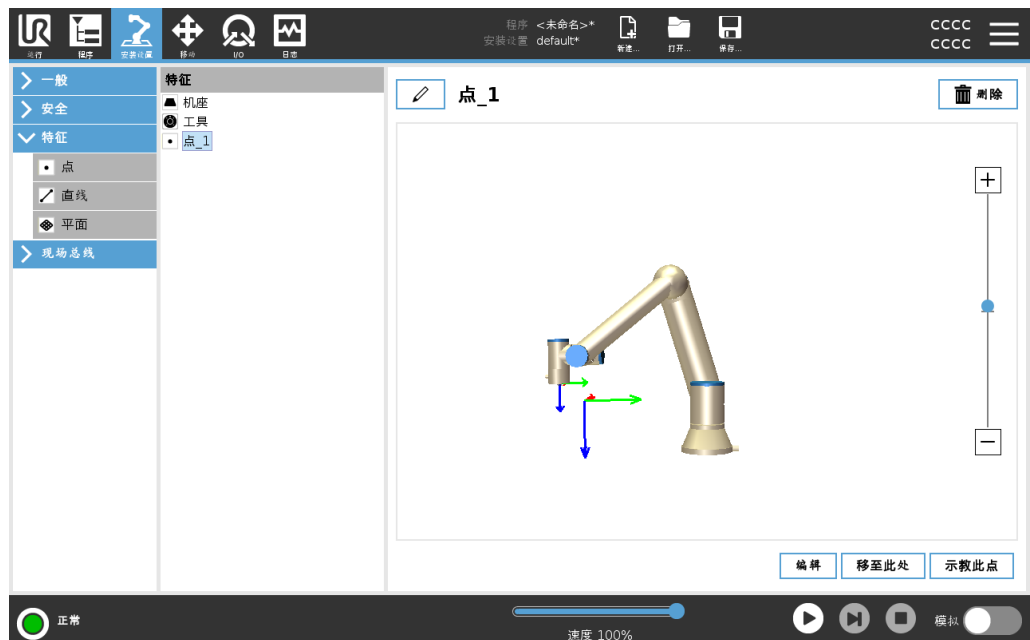 UR
运行
程序
安装设置
移动
I/O
日志
程序 <未命名>*
安装设置 default*
新建...
打开...
保存...
CCCC
CCCC
一般
安全
特征
点
直线
平面
现场总线
特征
机座
工具
点_1
点_1
删除
编辑
移至此处
示教此点
正常
速度 100%
模拟